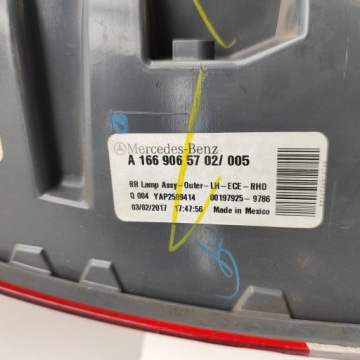 Mercedes-Benz
A 166 906 57 02/ 005
RR Lamp Assy-Outer-LH-ECE-RHD
Q 004 YAP2509414 00197925-9786
03/02/2017 17:47:56 Made in Mexico